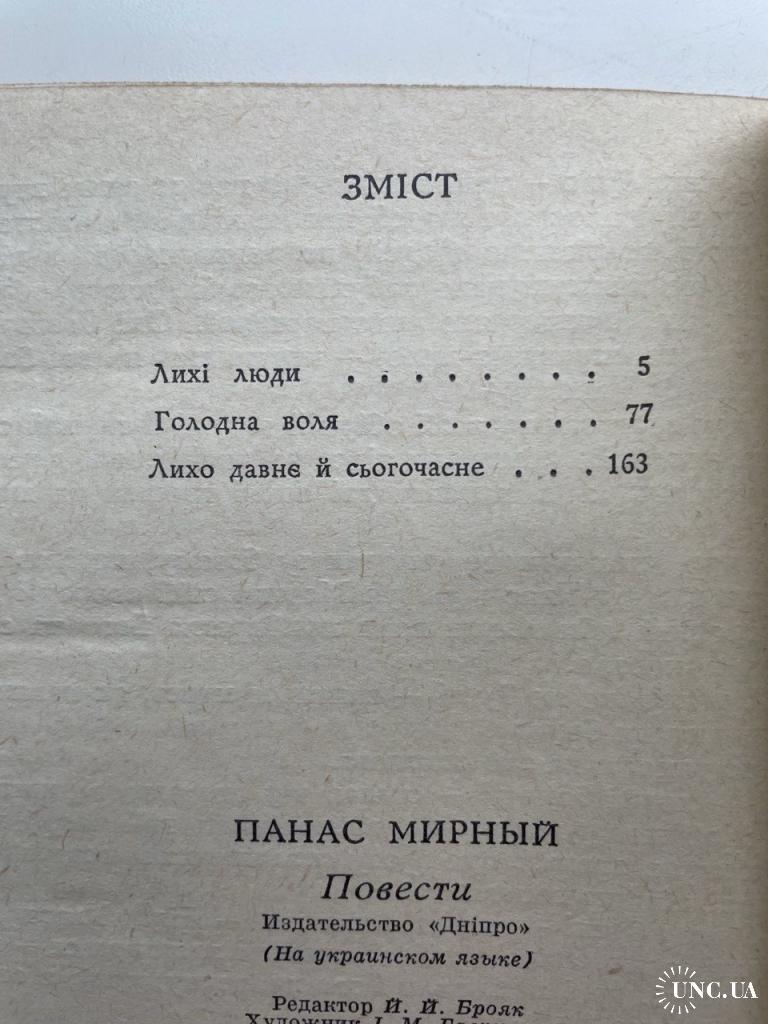 ЗМІСТ
Лихі люди . . . . . . . . 5
Голодна воля . . . . . . . 77
Лихо давнє й сьогочасне . . . 163
ПАНАС МИРНЫЙ
Повести
Издательство «Дніпро»
(На украинском языке)
Редактор Й. Й. Брояк
Художник І. М.
UNC.UA